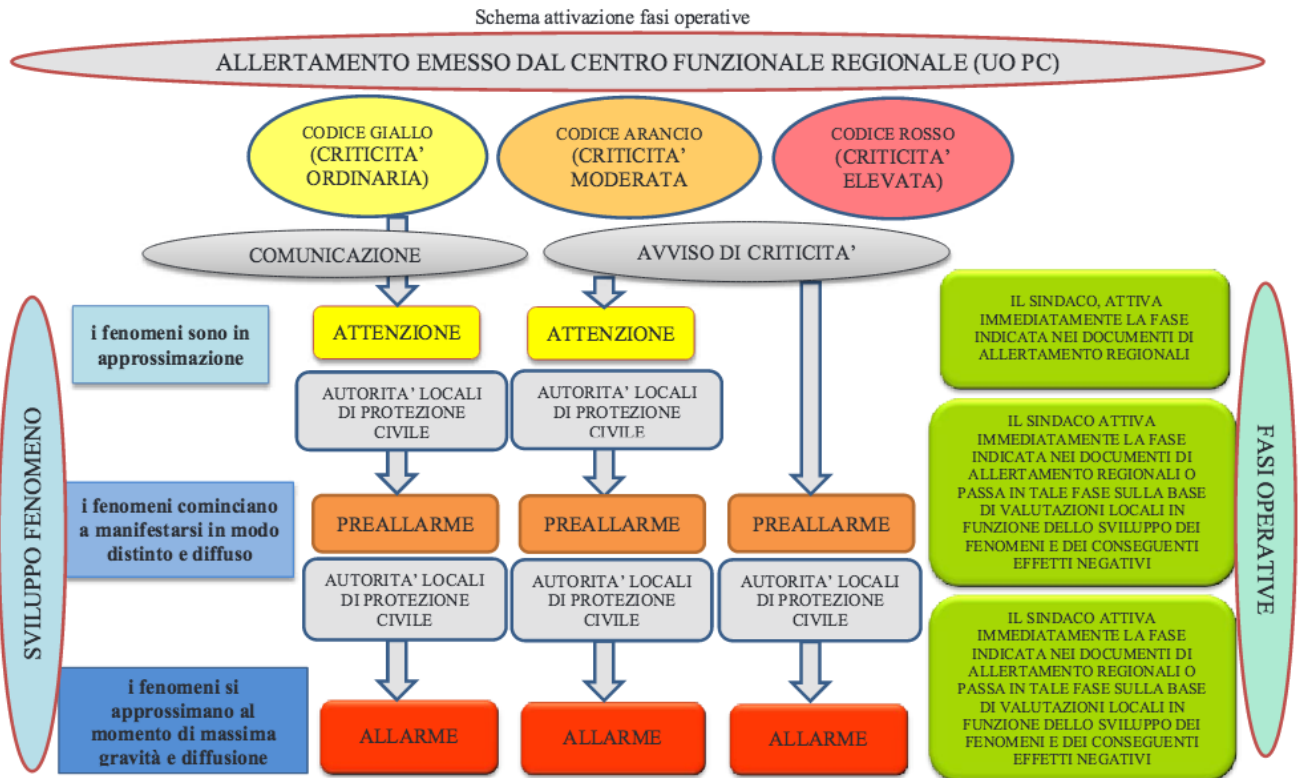 Schema attivazione fasi operative
ALLERTAMENTO EMESSO DAL CENTRO FUNZIONALE REGIONALE (UO PC)
CODICE GIALLO
(CRITICITA’
ORDINARIA)
CODICE ARANCIO
(CRITICITA’
MODERATA
CODICE ROSSO
(CRITICITA’
ELEVATA)
COMUNICAZIONE
AVVISO DI CRITICITA’
SVILUPPO FENOMENO
i fenomeni sono in
approssimazione
ATTENZIONE
ATTENZIONE
IL SINDACO, ATTIVA
IMMEDIATAMENTE LA FASE
INDICATA NEI DOCUMENTI DI
ALLERTAMENTO REGIONALI
AUTORITA’ LOCALI
DI PROTEZIONE
CIVILE
AUTORITA’ LOCALI
DI PROTEZIONE
CIVILE
i fenomeni cominciano
a manifestarsi in modo
distinto e diffuso
PREALLARME
PREALLARME
PREALLARME
IL SINDACO ATTIVA
IMMEDIATAMENTE LA FASE
INDICATA NEI DOCUMENTI DI
ALLERTAMENTO REGIONALI O
PASSA IN TALE FASE SULLA BASE
DI VALUTAZIONI LOCALI IN
FUNZIONE DELLO SVILUPPO DEI
FENOMENI E DEI CONSEGUENTI
EFFETTI NEGATIVI
AUTORITA’ LOCALI
DI PROTEZIONE
CIVILE
AUTORITA’ LOCALI
DI PROTEZIONE
CIVILE
AUTORITA’ LOCALI
DI PROTEZIONE
CIVILE
i fenomeni si
approssimano al
momento di massima
gravità e diffusione
ALLARME
ALLARME
ALLARME
IL SINDACO ATTIVA
IMMEDIATAMENTE LA FASE
INDICATA NEI DOCUMENTI DI
ALLERTAMENTO REGIONALI O
PASSA IN TALE FASE SULLA BASE
DI VALUTAZIONI LOCALI IN
FUNZIONE DELLO SVILUPPO DEI
FENOMENI E DEI CONSEGUENTI
EFFETTI NEGATIVI
FASI OPERATIVE